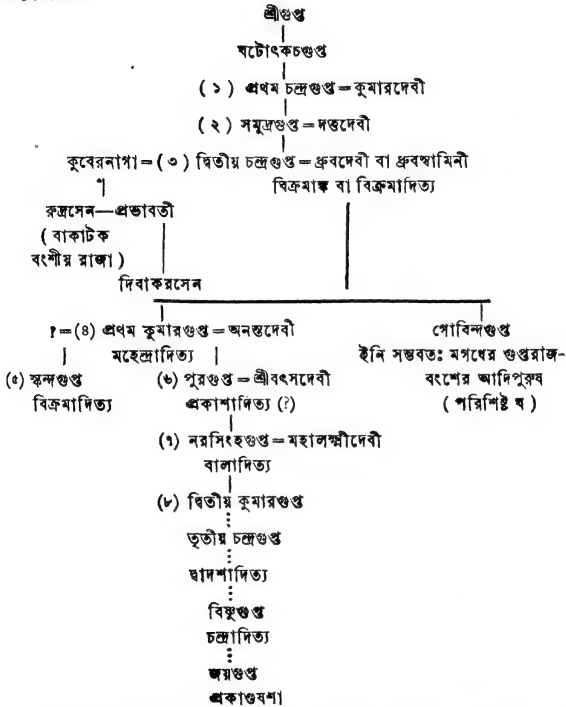 শ্রীগুপ্ত
ঘটোৎকচগুপ্ত
(১) প্রথম চন্দ্রগুপ্ত=কুমারদেবী
(২) সমুদ্রগুপ্ত=দত্তদেবী
কুবেরনাগা=(৩) দ্বিতীয় চন্দ্রগুপ্ত=ধ্রুবদেবী বা ধ্রুবস্বামিনী
বিক্রমাঙ্ক বা বিক্রমাদিত্য
রুদ্রসেন—প্রভাবতী
(বাকাটক
বংশীয় রাজা)
দিবাকরসেন
?=(৪) প্রথম কুমারগুপ্ত=অনন্তদেবী
মহেন্দ্রাদিত্য
গোবিন্দগুপ্ত
ইনি সম্ভবতঃ মগধের গুপ্তরাজ-
বংশের আদিপুরুষ
(পরিশিষ্ট ঘ)
(৫) স্কন্দগুপ্ত
বিক্রমাদিত্য
(৬) পুরগুপ্ত=শ্রীবৎসদেবী
প্রকাশাদিত্য (?)
(৭) নরসিংহগুপ্ত=মহালক্ষ্মীদেবী
বালাদিত্য
(৮) দ্বিতীয় কুমারগুপ্ত
তৃতীয় চন্দ্রগুপ্ত
দ্বাদশাদিত্য
বিষ্ণুগুপ্ত
চন্দ্রাদিত্য
জয়গুপ্ত
প্রকাণ্ডযশা